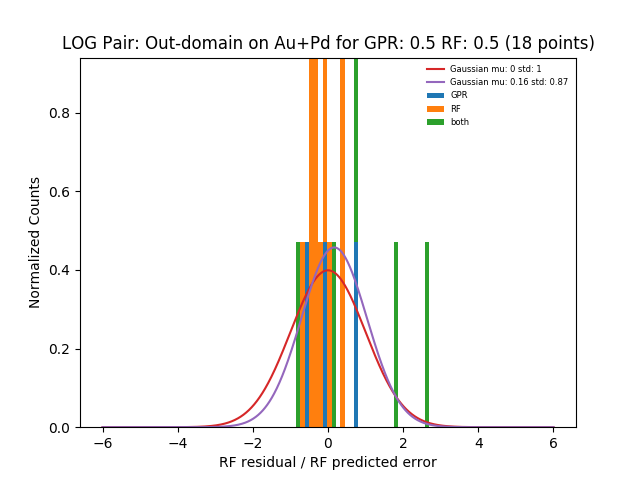 LOG Pair: Out-domain on Au+Pd for GPR: 0.5 RF: 0.5 (18 points)
Gaussian mu: 0 std: 1
Gaussian mu: 0.16 std: 0.87
GPR
RF
both
Normalized Counts
0.8
0.6
0.4
0.2
0.0
−6
−4
−2
0
2
4
6
RF residual / RF predicted error